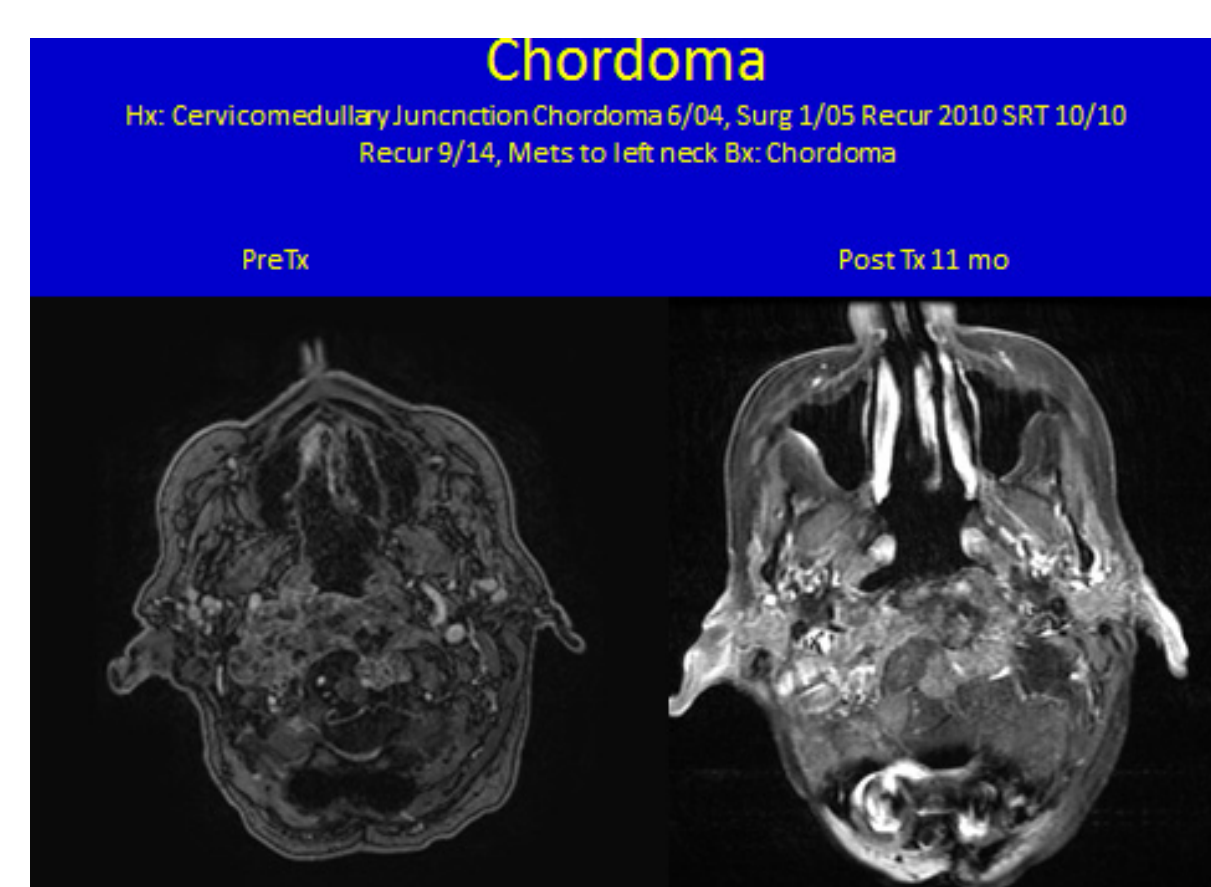 Chordoma
Hx: Cervicomedullary Juncnction Chordoma 6/04, Surg 1/05 Recur 2010 SRT 10/10
Recur 9/14, Mets to left neck Bx: Chordoma
PreTx
Post Tx 11 mo